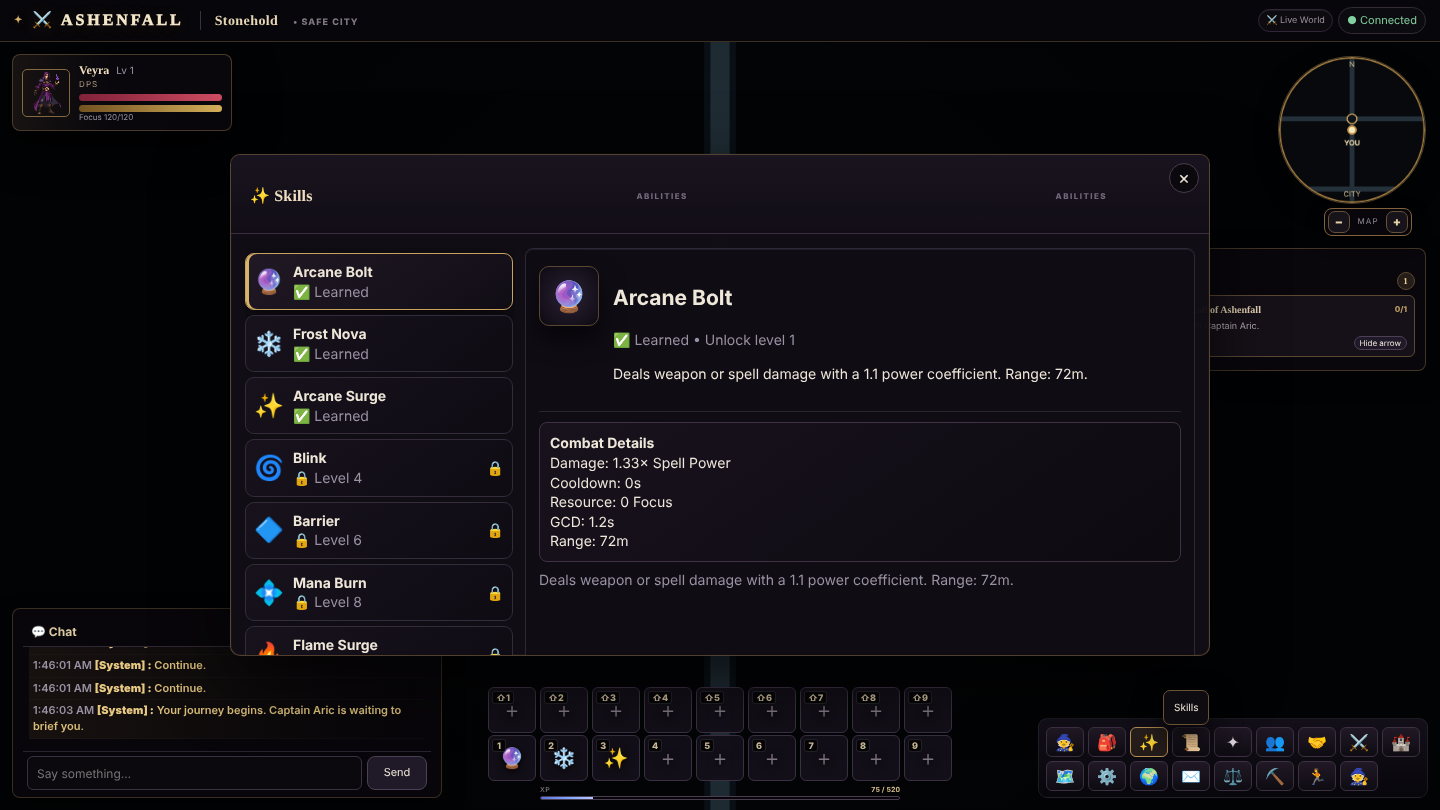 ASHENFALL
Stonehold
• SAFE CITY
Live World
Connected
Veyra Lv 1
DPS
Focus 120/120
N
YOU
CITY
− MAP +
1
of Ashenfall 0/1
aptain Aric.
Hide arrow
Skills
ABILITIES
ABILITIES
×
Arcane Bolt
Learned
Frost Nova
Learned
Arcane Surge
Learned
Blink
Level 4
Barrier
Level 6
Mana Burn
Level 8
Flame Surge
Arcane Bolt
Learned • Unlock level 1
Deals weapon or spell damage with a 1.1 power coefficient. Range: 72m.
Combat Details
Damage: 1.33× Spell Power
Cooldown: 0s
Resource: 0 Focus
GCD: 1.2s
Range: 72m
Deals weapon or spell damage with a 1.1 power coefficient. Range: 72m.
Chat
1:46:01 AM [System] : Continue.
1:46:01 AM [System] : Continue.
1:46:03 AM [System] : Your journey begins. Captain Aric is waiting to
brief you.
Say something...
Send
⇧1 ⇧2 ⇧3 ⇧4 ⇧5 ⇧6 ⇧7 ⇧8 ⇧9
1 2 3 4 5 6 7 8 9
XP 75 / 520
Skills